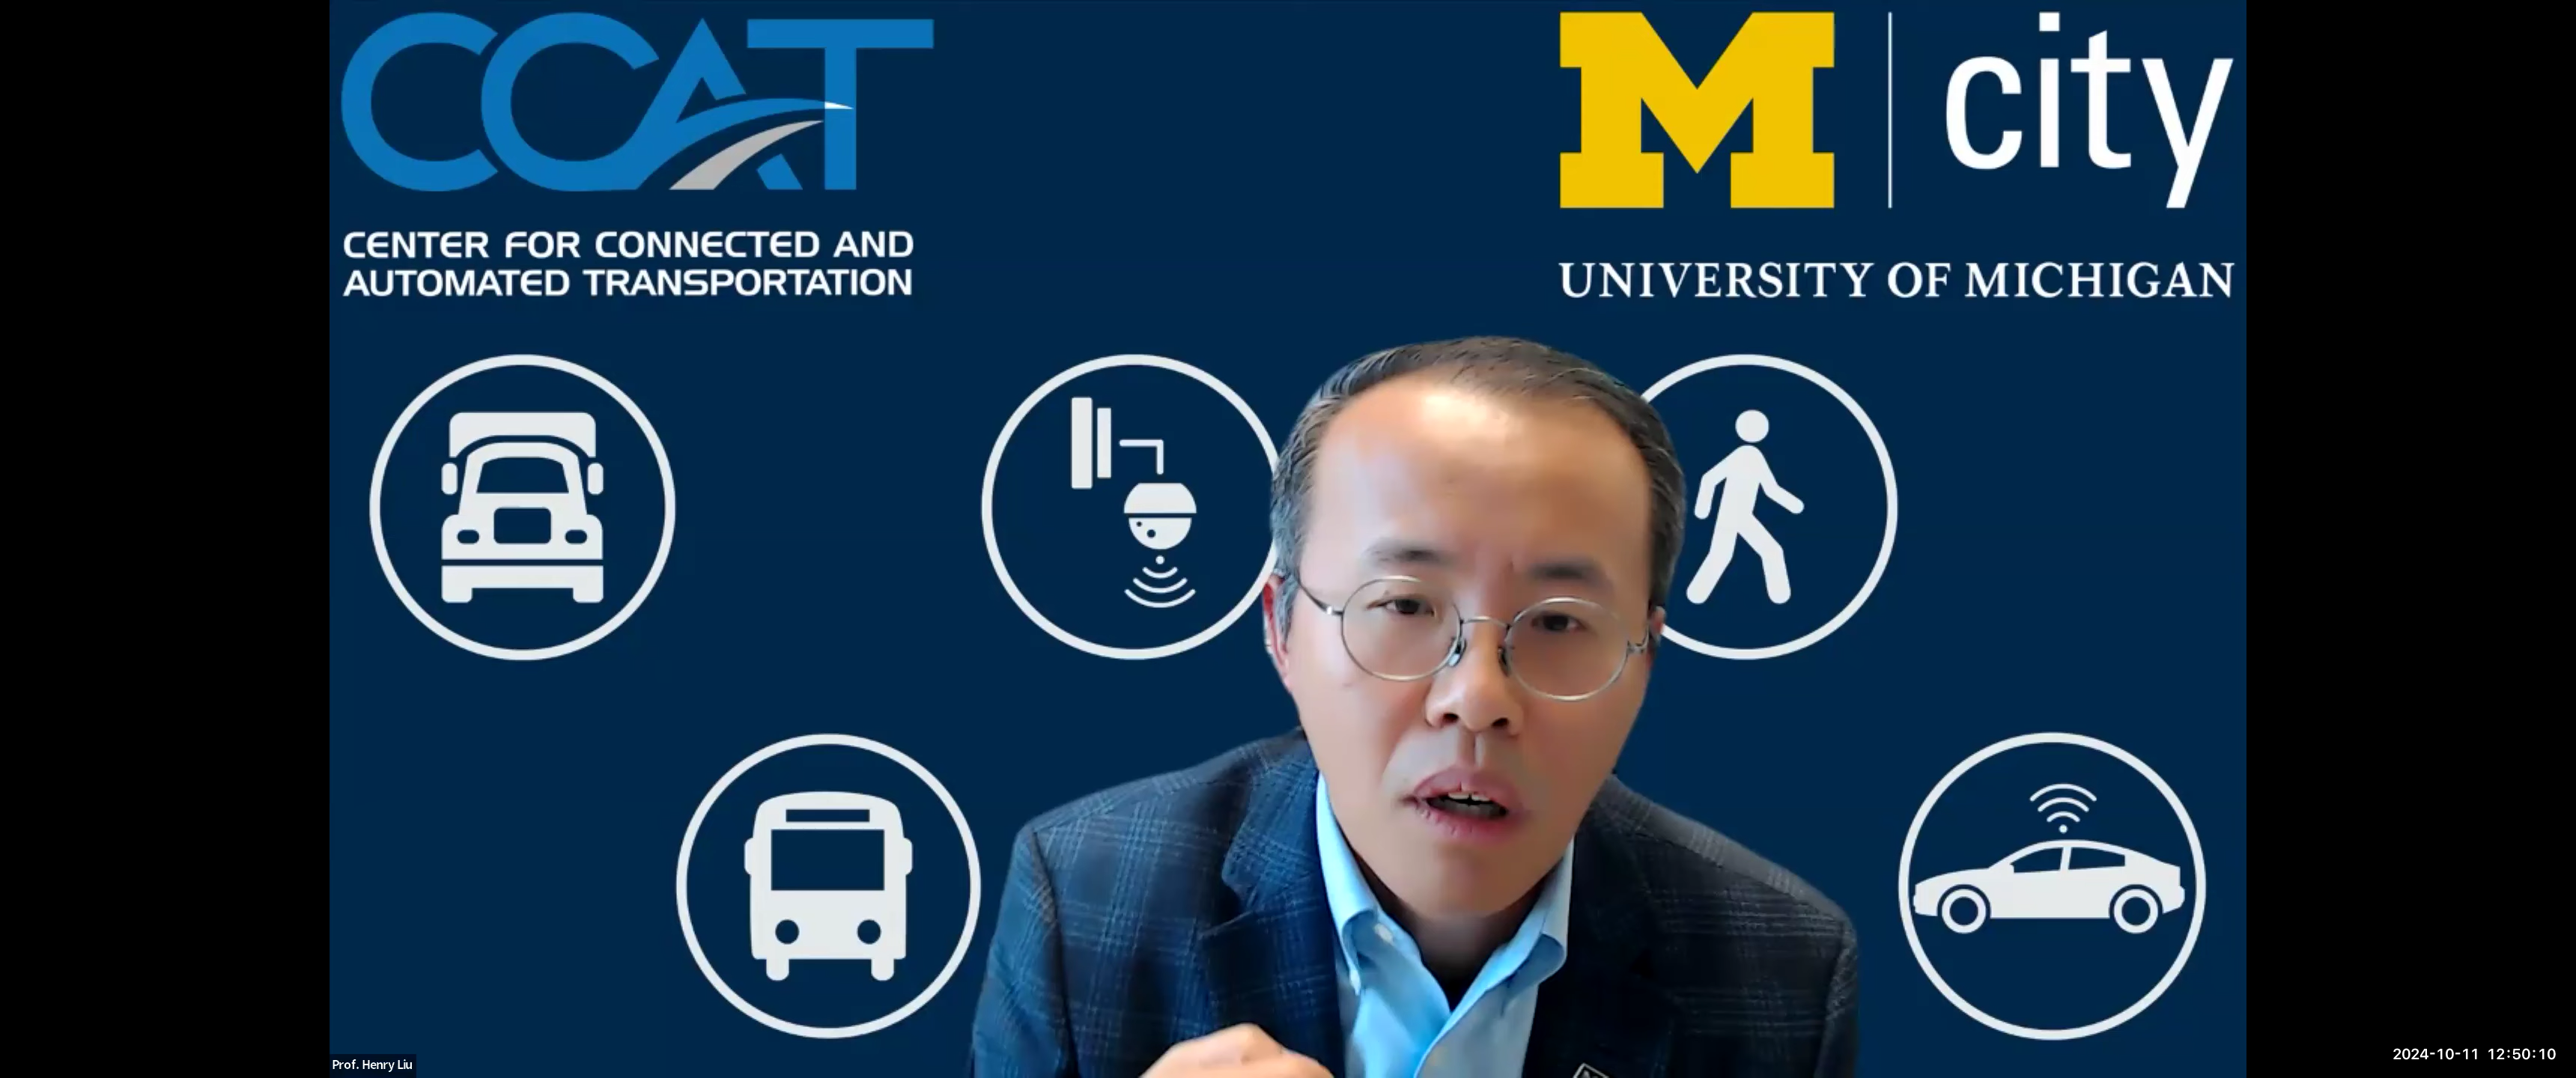 CCAT
CENTER FOR CONNECTED AND
AUTOMATED TRANSPORTATION
M city
UNIVERSITY OF MICHIGAN
Prof. Henry Liu
2024-10-11 12:50:10